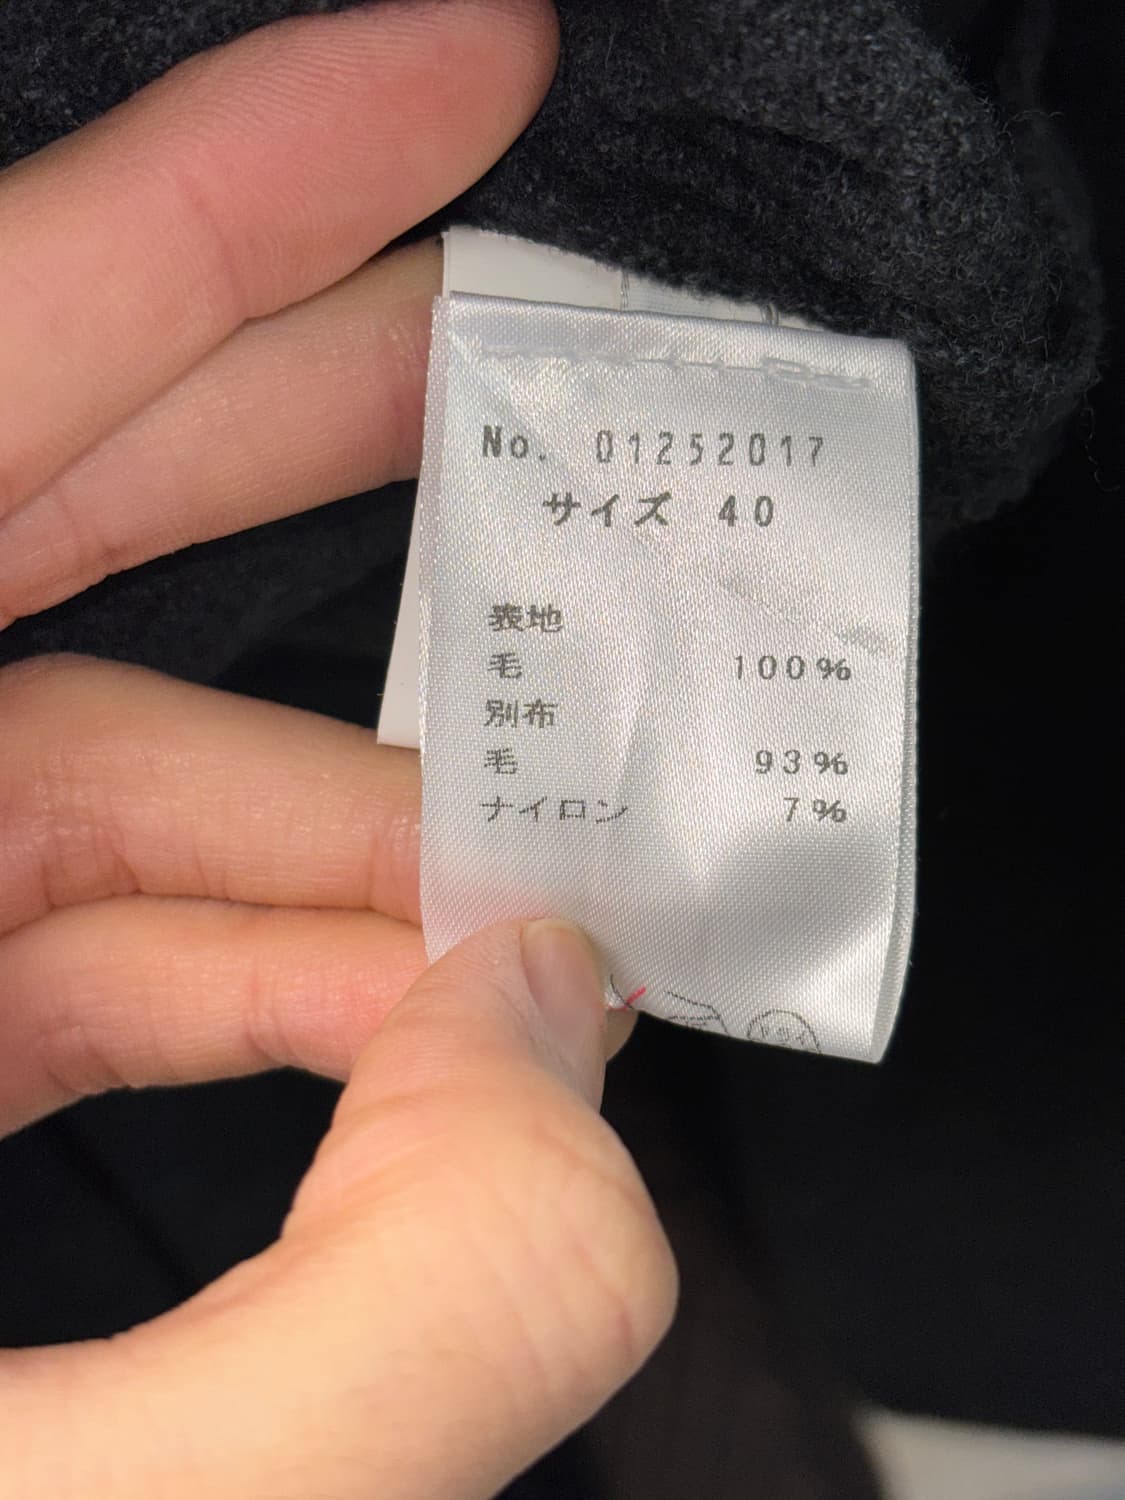 No. 01252017
サイズ 40
表地
毛 100%
別布
毛 93%
ナイロン 7%